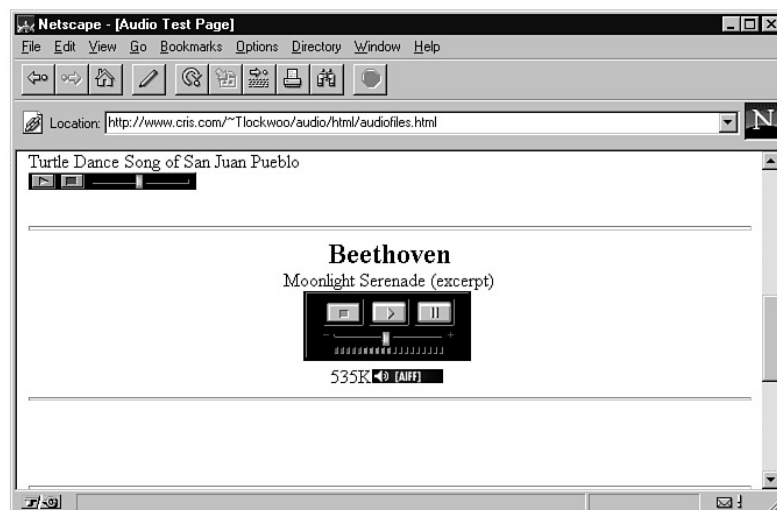 Netscape - [Audio Test Page]
File Edit View Go Bookmarks Options Directory Window Help
Location: http://www.cris.com/~Tlockwoo/audio/html/audiofiles.html
N
Turtle Dance Song of San Juan Pueblo
Beethoven
Moonlight Serenade (excerpt)
- +
535K [AIFF]